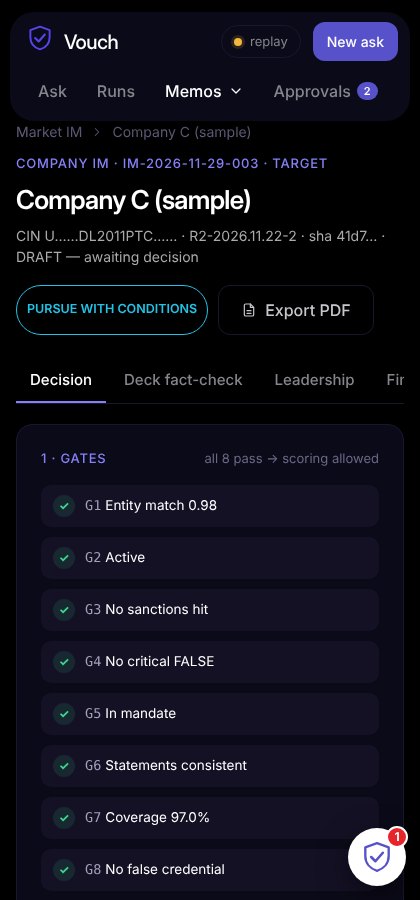 Vouch
replay
New ask
Ask
Runs
Memos
Approvals
2
Market IM > Company C (sample)
COMPANY IM · IM-2026-11-29-003 · TARGET
Company C (sample)
CIN U......DL2011PTC...... · R2-2026.11.22-2 · sha 41d7... ·
DRAFT — awaiting decision
PURSUE WITH CONDITIONS
Export PDF
Decision
Deck fact-check
Leadership
1 · GATES
all 8 pass → scoring allowed
G1 Entity match 0.98
G2 Active
G3 No sanctions hit
G4 No critical FALSE
G5 In mandate
G6 Statements consistent
G7 Coverage 97.0%
1
G8 No false credential